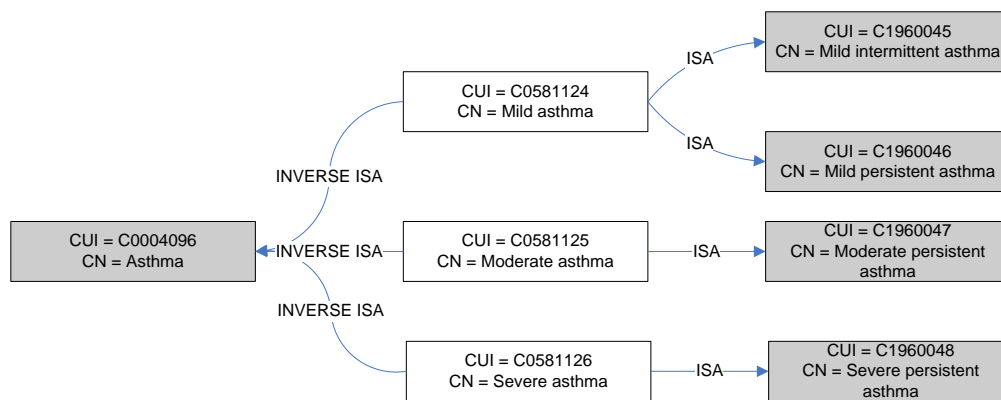 CUI = C1960045
CN = Mild intermittent asthma
ISA
CUI = C0581124
CN = Mild asthma
ISA
CUI = C1960046
CN = Mild persistent asthma
INVERSE ISA
CUI = C0004096
CN = Asthma
INVERSE ISA
CUI = C0581125
CN = Moderate asthma
ISA
CUI = C1960047
CN = Moderate persistent
asthma
INVERSE ISA
CUI = C0581126
CN = Severe asthma
ISA
CUI = C1960048
CN = Severe persistent
asthma